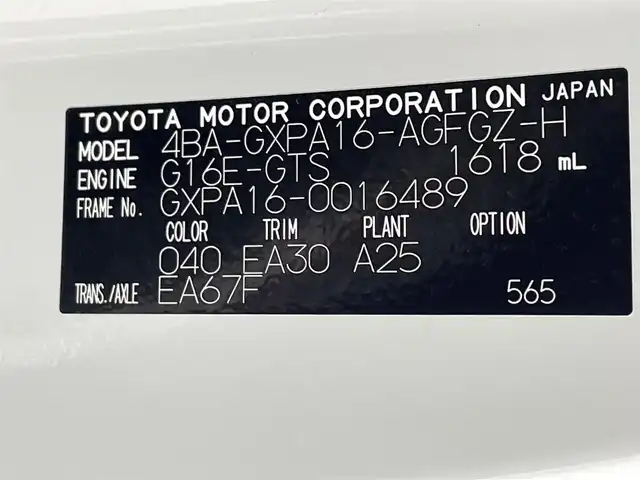 TOYOTA MOTOR CORPORATION JAPAN
MODEL 4BA-GXPA16-AGFGZ-H
ENGINE G16E-GTS 1618 mL
FRAME No. GXPA16-0016489
COLOR TRIM PLANT OPTION
040 EA30 A25
TRANS./AXLE EA67F 565